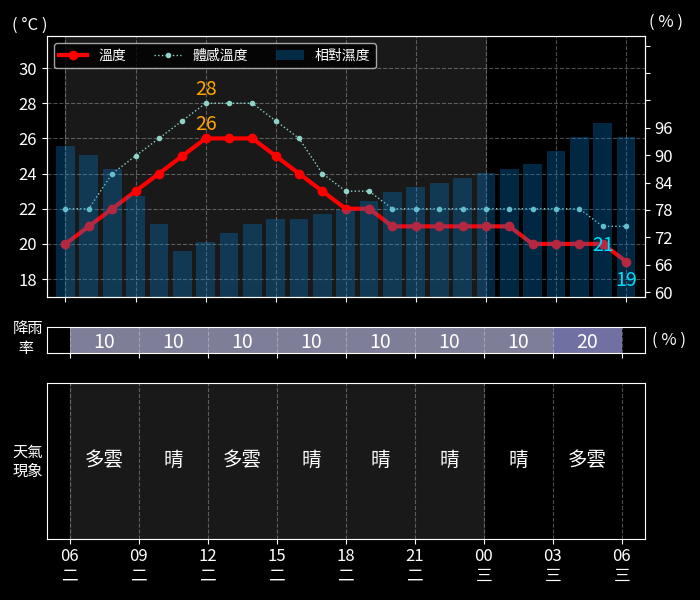 ( °C )
( % )
溫度
體感溫度
相對濕度
30
28
26
24
22
20
18
96
90
84
78
72
66
60
28
26
21
19
降雨
率
10 10 10 10 10 10 10 20
( % )
天氣
現象
多雲 晴 多雲 晴 晴 晴 晴 多雲
06 09 12 15 18 21 00 03 06
二 二 二 二 二 二 三 三 三